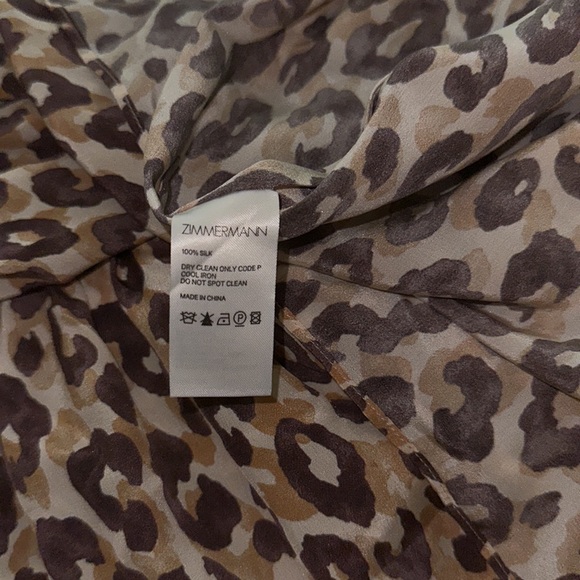 ZIMMERMANN
100% SILK
DRY CLEAN ONLY CODE P
COOL IRON
DO NOT SPOT CLEAN
MADE IN CHINA
P